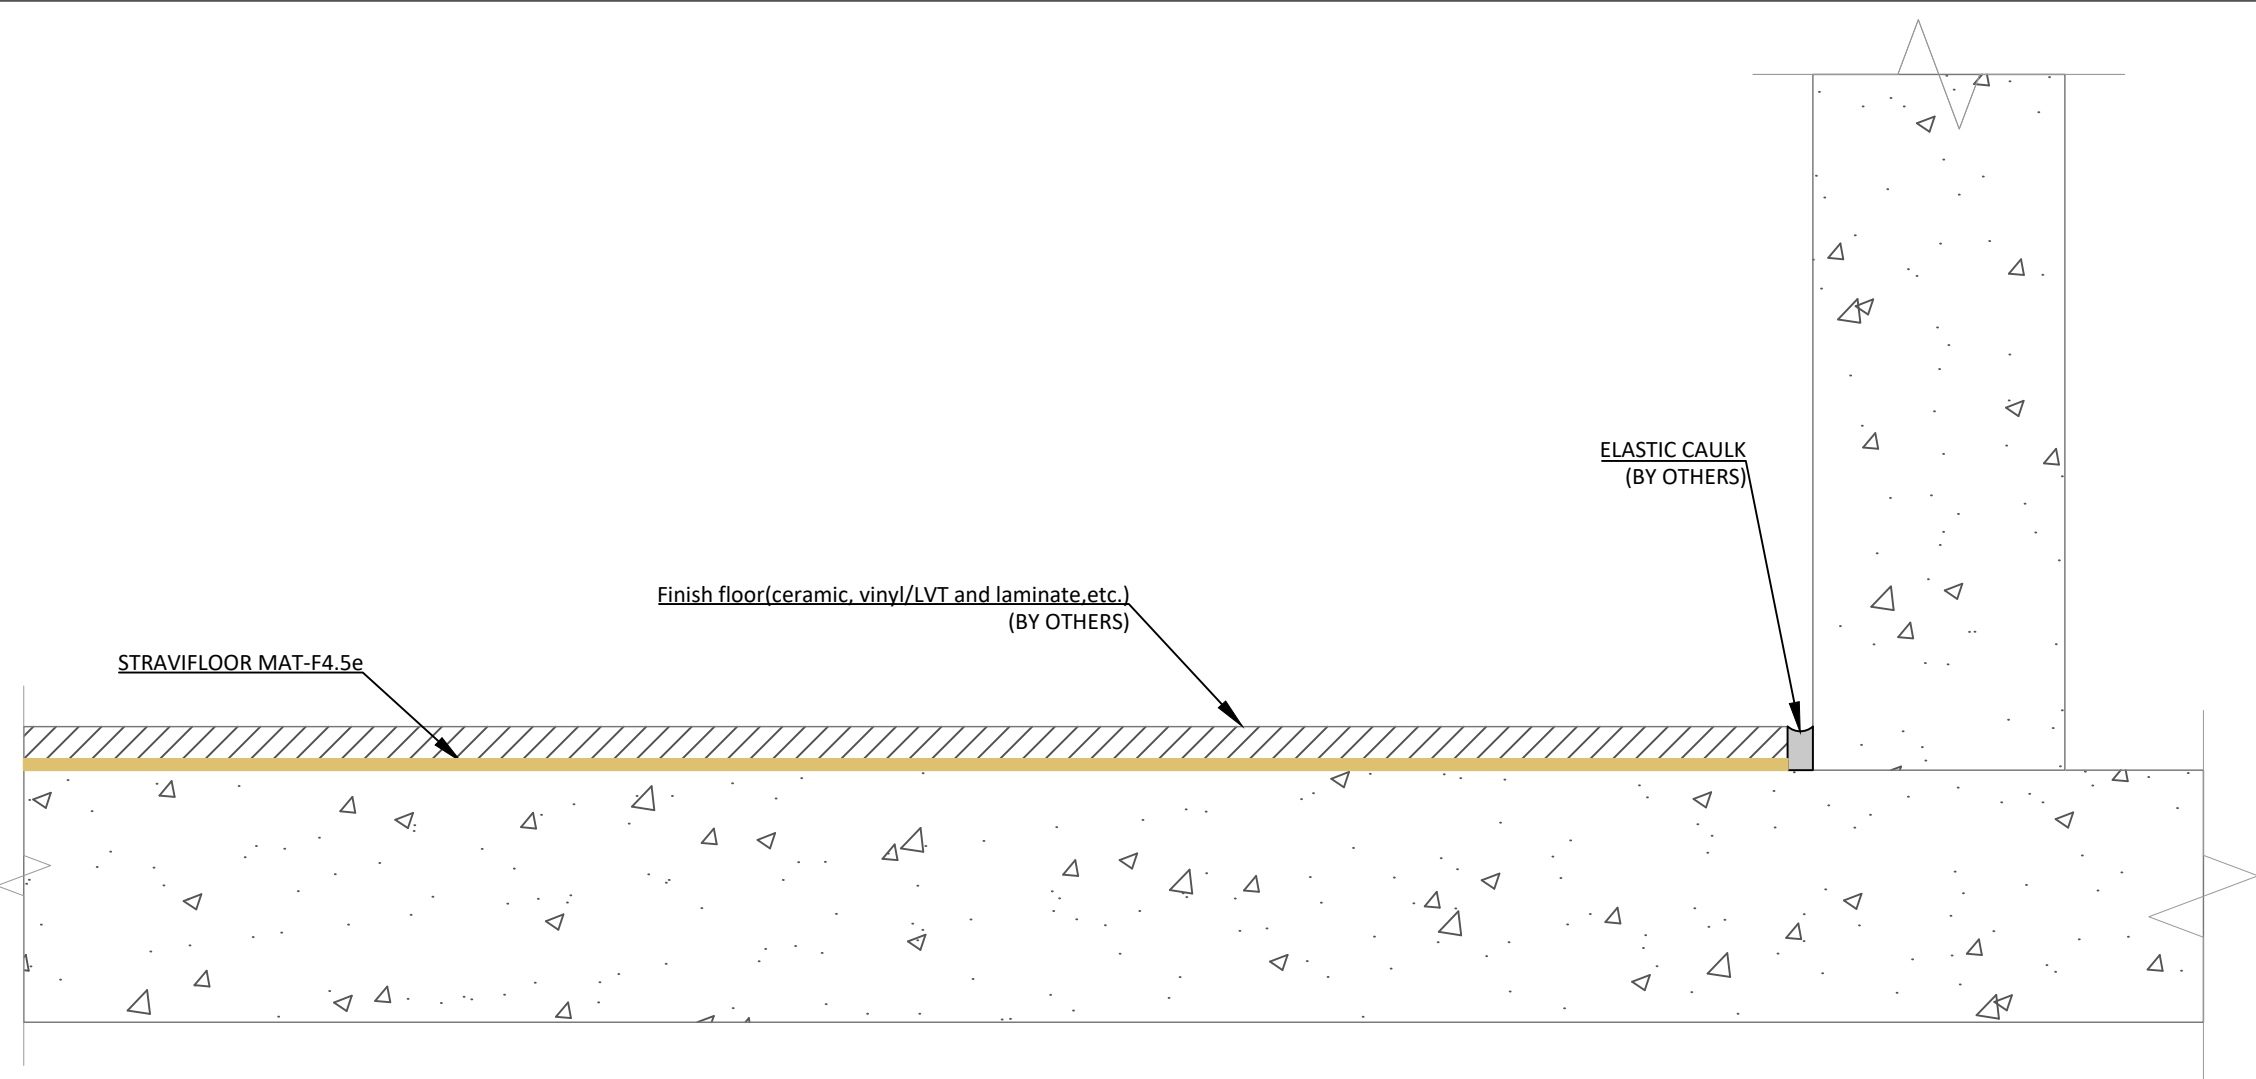 ELASTIC CAULK
(BY OTHERS)
Finish floor(ceramic, vinyl/LVT and laminate,etc.)
(BY OTHERS)
STRAVIFLOOR MAT-F4.5e